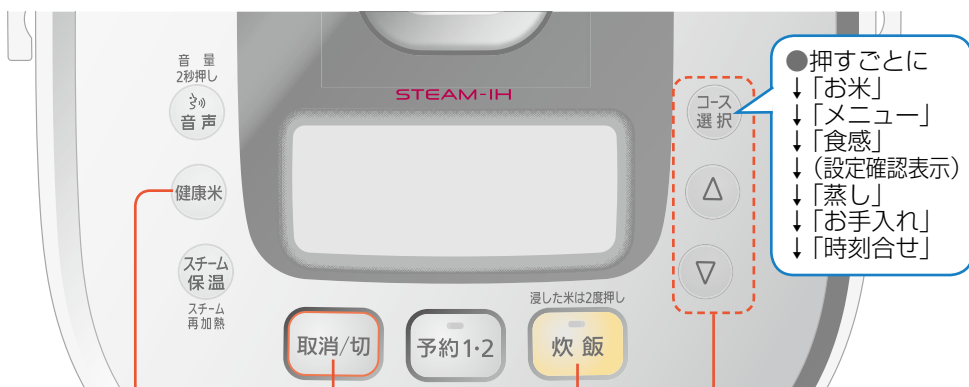 音 量
2秒押し
音 声
健康米
スチーム
保 温
スチーム
再加熱
STEAM-IH
取消/切
予約1･2
浸した米は2度押し
炊 飯
コース
選 択
△
▽
●押すごとに
↓「お米」
↓「メニュー」
↓「食感」
↓(設定確認表示)
↓「蒸し」
↓「お手入れ」
↓「時刻合せ」